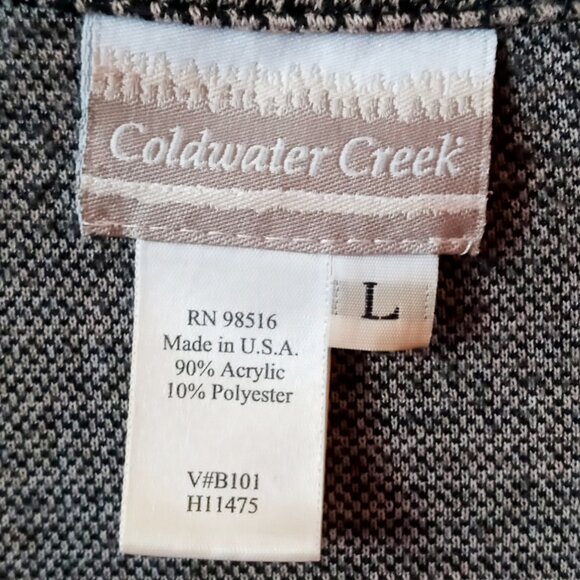 Coldwater Creek
L
RN 98516
Made in U.S.A.
90% Acrylic
10% Polyester
V#B101
H11475